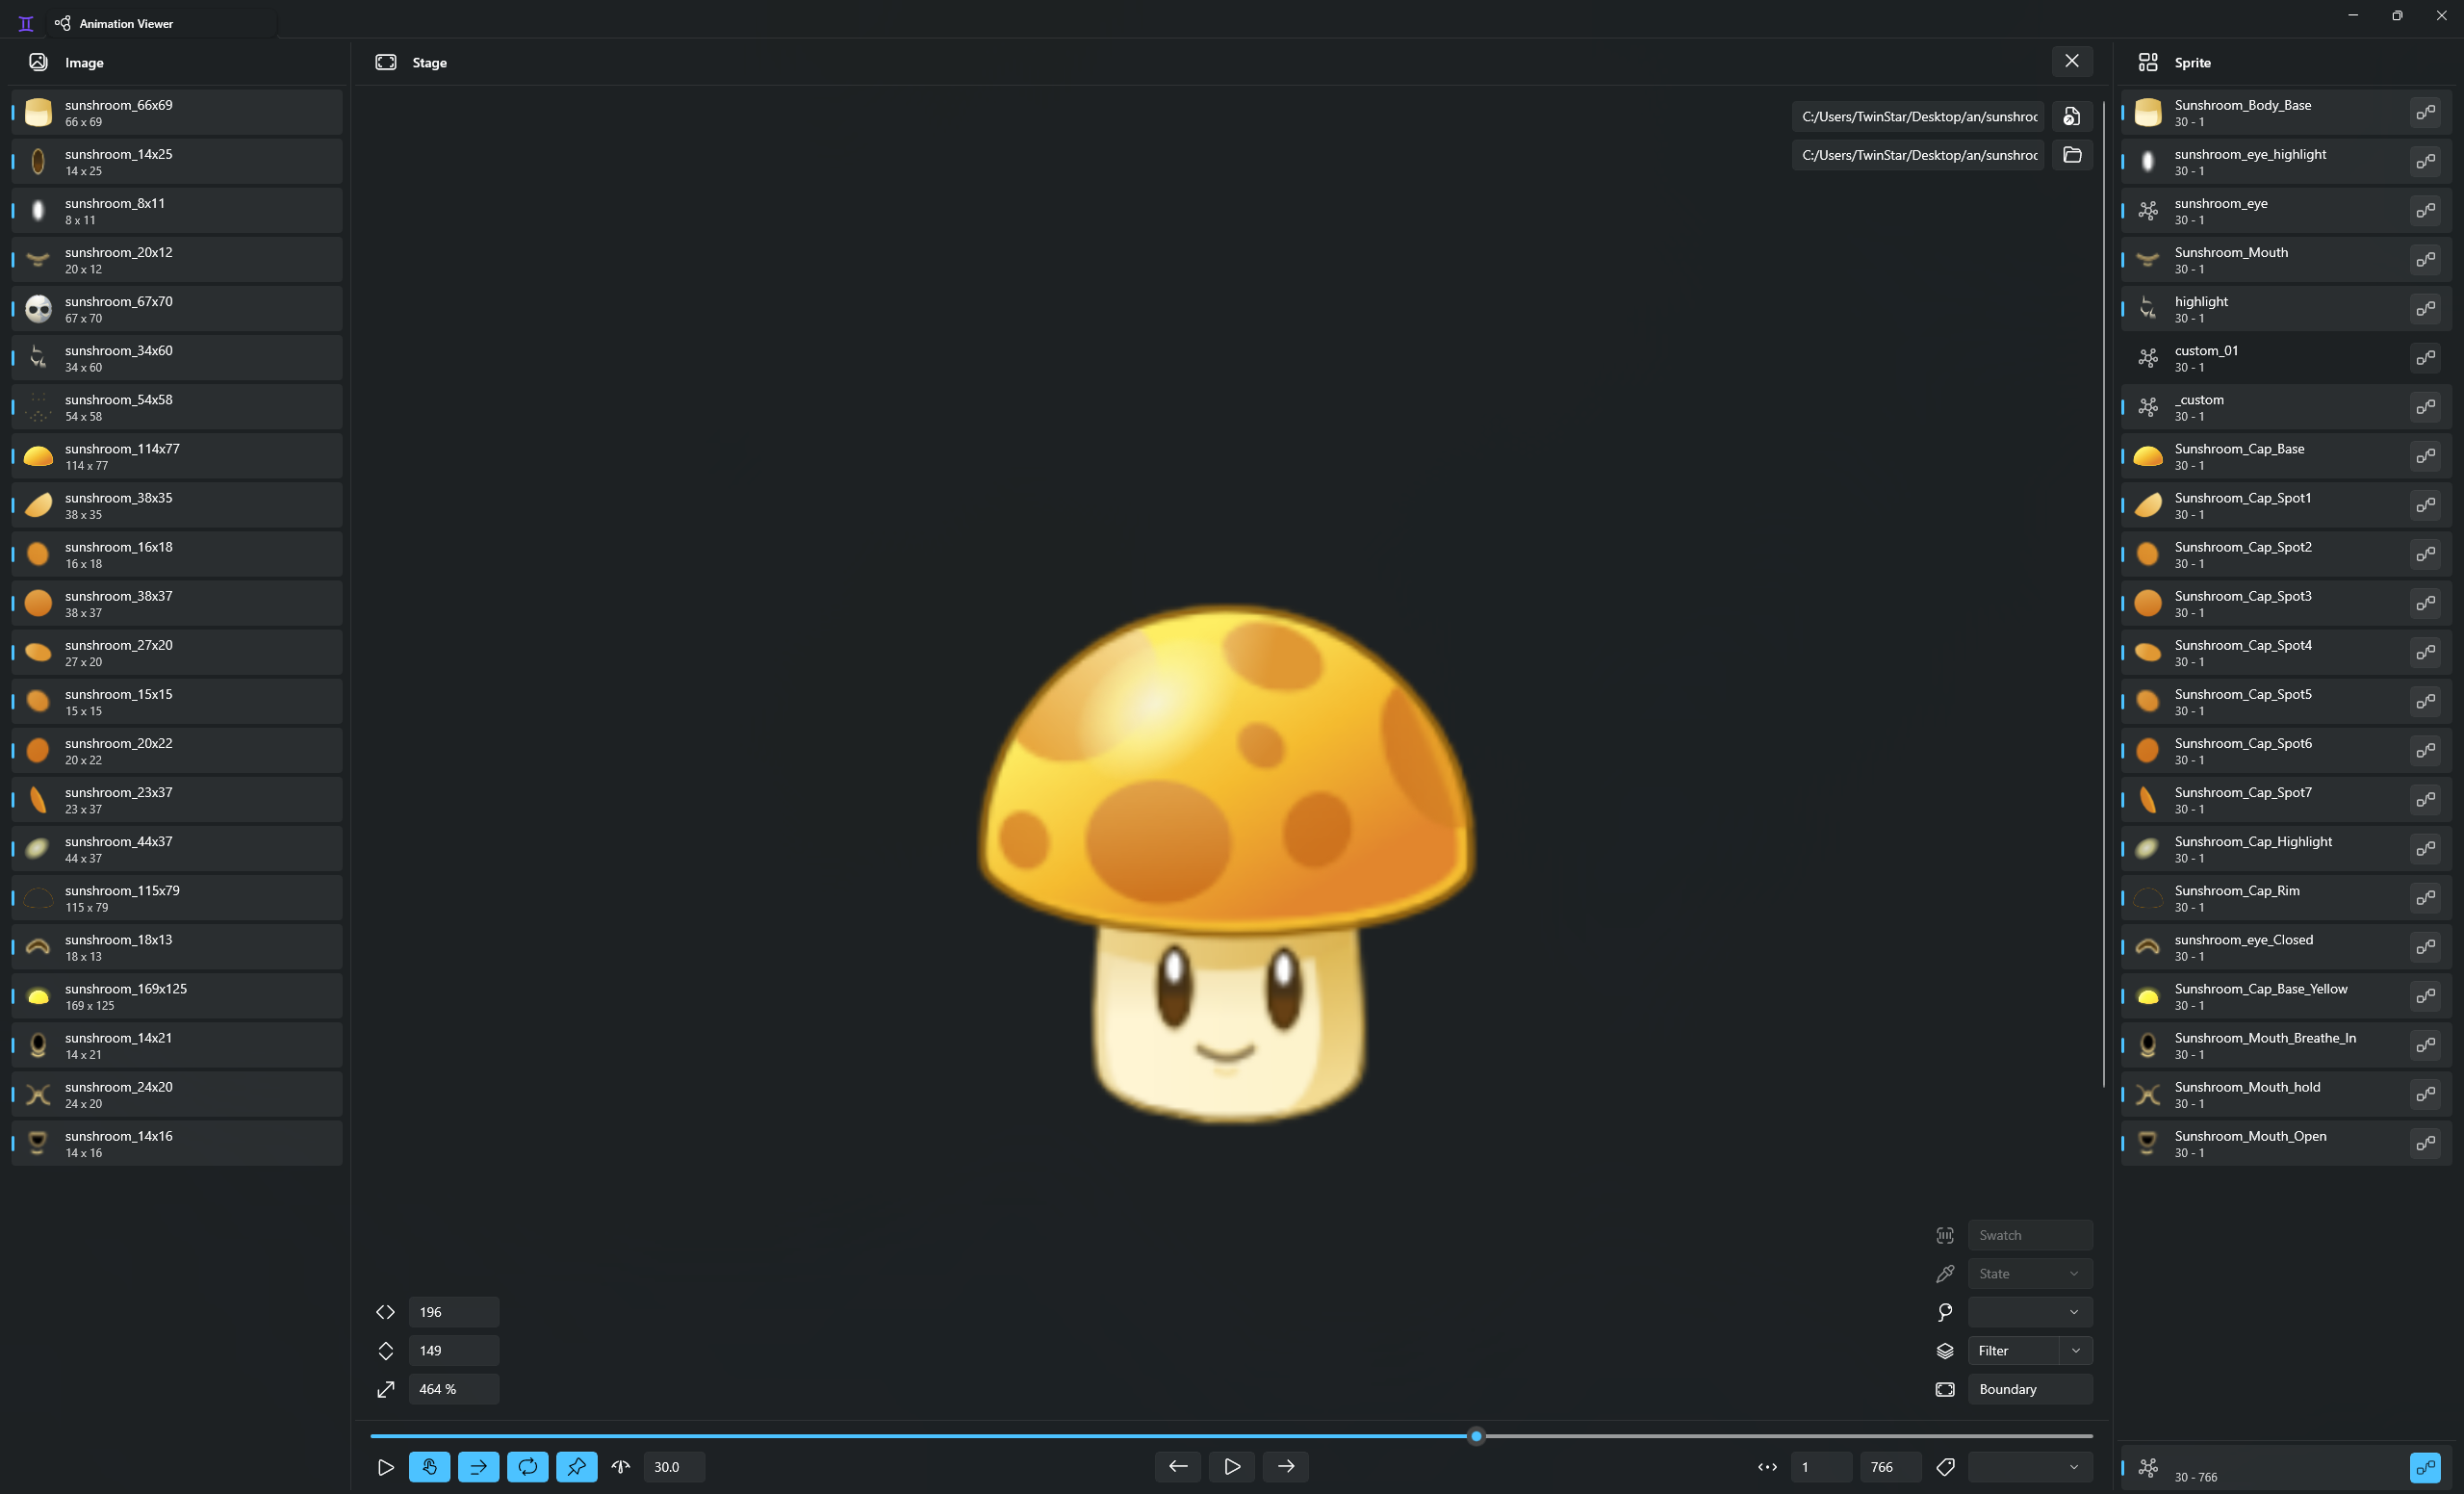 Animation Viewer
Image
sunshroom_66x69
66 x 69
sunshroom_14x25
14 x 25
sunshroom_8x11
8 x 11
sunshroom_20x12
20 x 12
sunshroom_67x70
67 x 70
sunshroom_34x60
34 x 60
sunshroom_54x58
54 x 58
sunshroom_114x77
114 x 77
sunshroom_38x35
38 x 35
sunshroom_16x18
16 x 18
sunshroom_38x37
38 x 37
sunshroom_27x20
27 x 20
sunshroom_15x15
15 x 15
sunshroom_20x22
20 x 22
sunshroom_23x37
23 x 37
sunshroom_44x37
44 x 37
sunshroom_115x79
115 x 79
sunshroom_18x13
18 x 13
sunshroom_169x125
169 x 125
sunshroom_14x21
14 x 21
sunshroom_24x20
24 x 20
sunshroom_14x16
14 x 16
Stage
C:/Users/TwinStar/Desktop/an/sunshroc
C:/Users/TwinStar/Desktop/an/sunshroc
Swatch
State
196
149
464 %
Filter
Boundary
30.0
1
766
Sprite
Sunshroom_Body_Base
30 - 1
sunshroom_eye_highlight
30 - 1
sunshroom_eye
30 - 1
Sunshroom_Mouth
30 - 1
highlight
30 - 1
custom_01
30 - 1
_custom
30 - 1
Sunshroom_Cap_Base
30 - 1
Sunshroom_Cap_Spot1
30 - 1
Sunshroom_Cap_Spot2
30 - 1
Sunshroom_Cap_Spot3
30 - 1
Sunshroom_Cap_Spot4
30 - 1
Sunshroom_Cap_Spot5
30 - 1
Sunshroom_Cap_Spot6
30 - 1
Sunshroom_Cap_Spot7
30 - 1
Sunshroom_Cap_Highlight
30 - 1
Sunshroom_Cap_Rim
30 - 1
sunshroom_eye_Closed
30 - 1
Sunshroom_Cap_Base_Yellow
30 - 1
Sunshroom_Mouth_Breathe_In
30 - 1
Sunshroom_Mouth_hold
30 - 1
Sunshroom_Mouth_Open
30 - 1
30 - 766